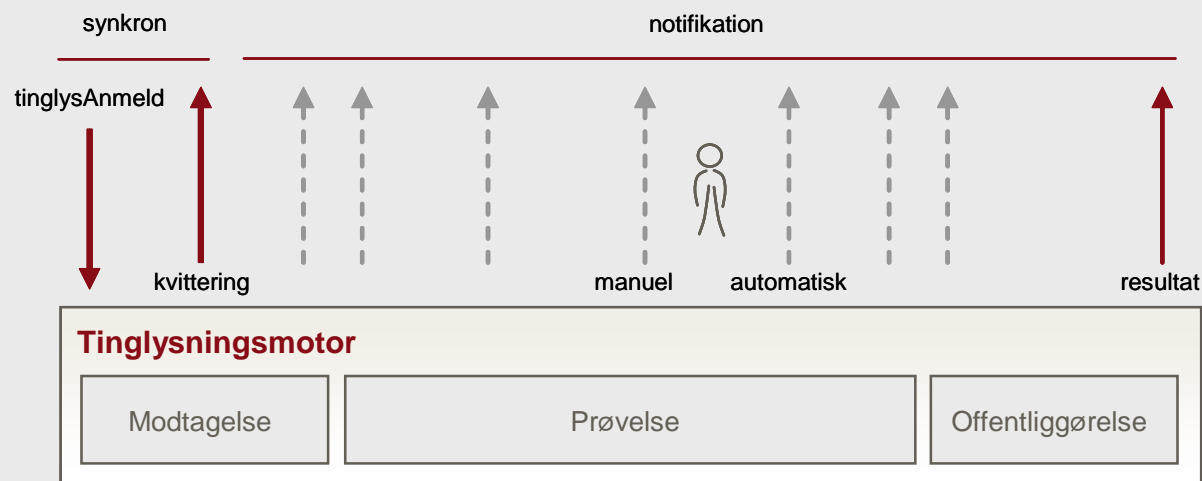 synkron
notifikation
tinglysAnmeld
kvittering
manuel
automatisk
resultat
Tinglysningsmotor
Modtagelse
Prøvelse
Offentliggørelse